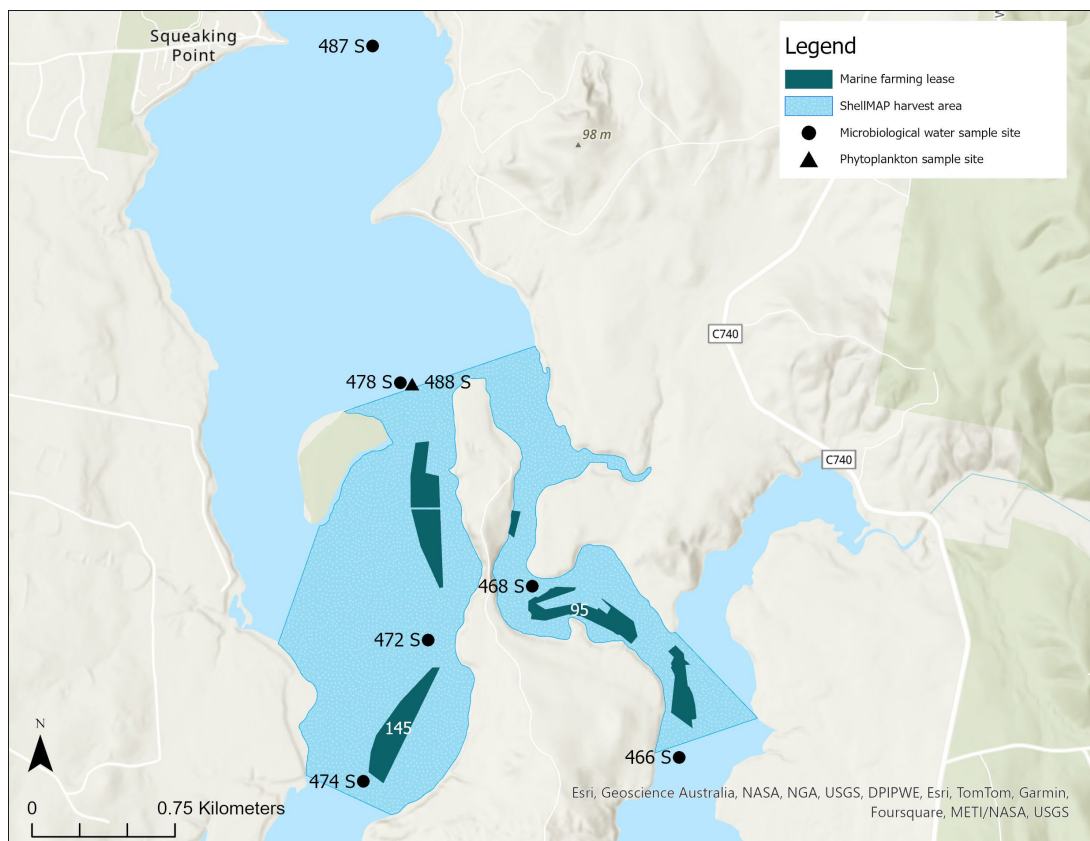 Squeaking
Point
487 S
Legend
Marine farming lease
ShellMAP harvest area
Microbiological water sample site
Phytoplankton sample site
98 m
C740
478 S
488 S
C740
468 S
95
472 S
145
474 S
466 S
N
0
0.75 Kilometers
Esri, Geoscience Australia, NASA, NGA, USGS, DPIPWE, Esri, TomTom, Garmin,
Foursquare, METI/NASA, USGS